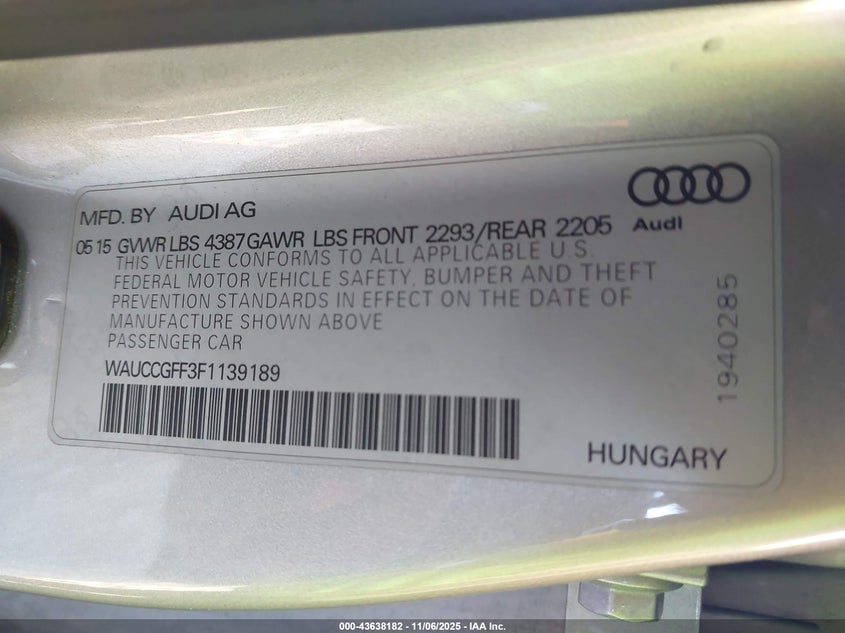 MFD. BY AUDI AG
Audi
05 15 GVWR LBS 4387 GAWR LBS FRONT 2293/REAR 2205
THIS VEHICLE CONFORMS TO ALL APPLICABLE U.S.
FEDERAL MOTOR VEHICLE SAFETY, BUMPER AND THEFT
PREVENTION STANDARDS IN EFFECT ON THE DATE OF
MANUFACTURE SHOWN ABOVE
PASSENGER CAR
WAUCCGFF3F1139189
1940285
HUNGARY
000-43638182 - 11/06/2025 - IAA Inc.